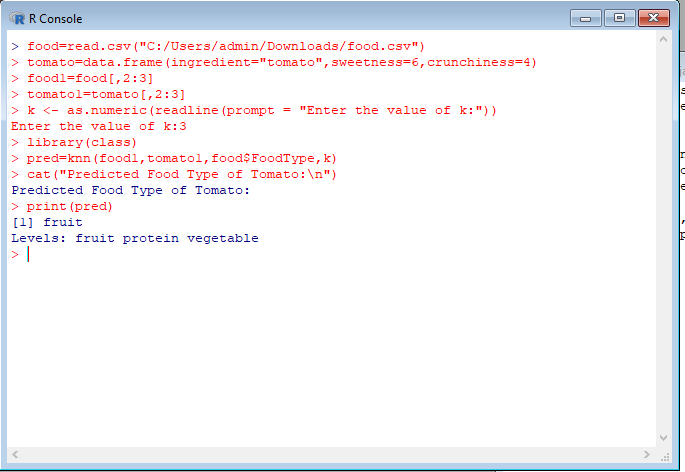 R Console
> food=read.csv("C:/Users/admin/Downloads/food.csv")
> tomato=data.frame(ingredient="tomato",sweetness=6,crunchiness=4)
> food1=food[,2:3]
> tomato1=tomato[,2:3]
> k <- as.numeric(readline(prompt = "Enter the value of k:"))
Enter the value of k:3
> library(class)
> pred=knn(food1,tomato1,food$FoodType,k)
> cat("Predicted Food Type of Tomato:\n")
Predicted Food Type of Tomato:
> print(pred)
[1] fruit
Levels: fruit protein vegetable
>